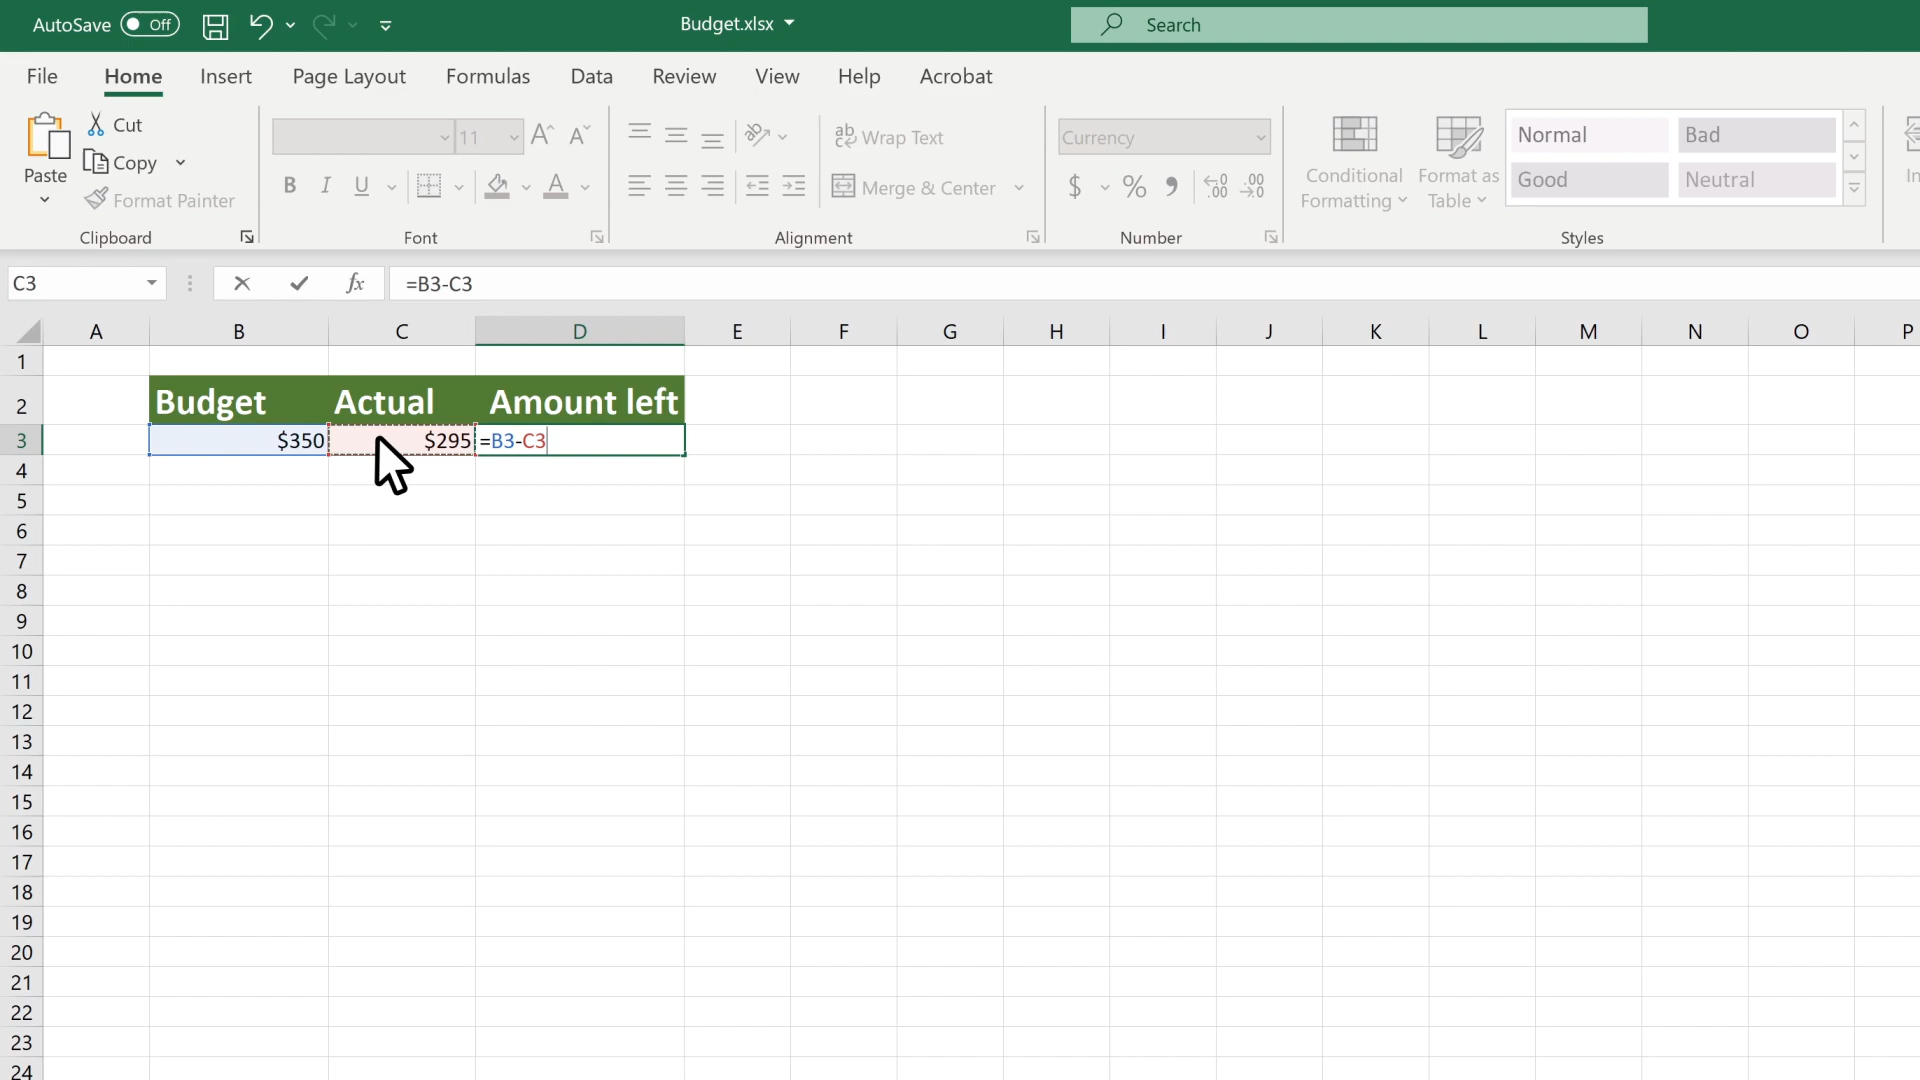 AutoSave Off Budget.xlsx Search
File Home Insert Page Layout Formulas Data Review View Help Acrobat
Paste
Cut
Copy
Format Painter
Clipboard
11
B I U
Font
Wrap Text
Merge & Center
Alignment
Currency
$ % , .00 .00
Number
Conditional Formatting
Format as Table
Normal Bad
Good Neutral
Styles
C3 fx =B3-C3
A B C D E F G H I J K L M N O P
1
2 Budget Actual Amount left
3 $350 $295 =B3-C3
4
5
6
7
8
9
10
11
12
13
14
15
16
17
18
19
20
21
22
23
24